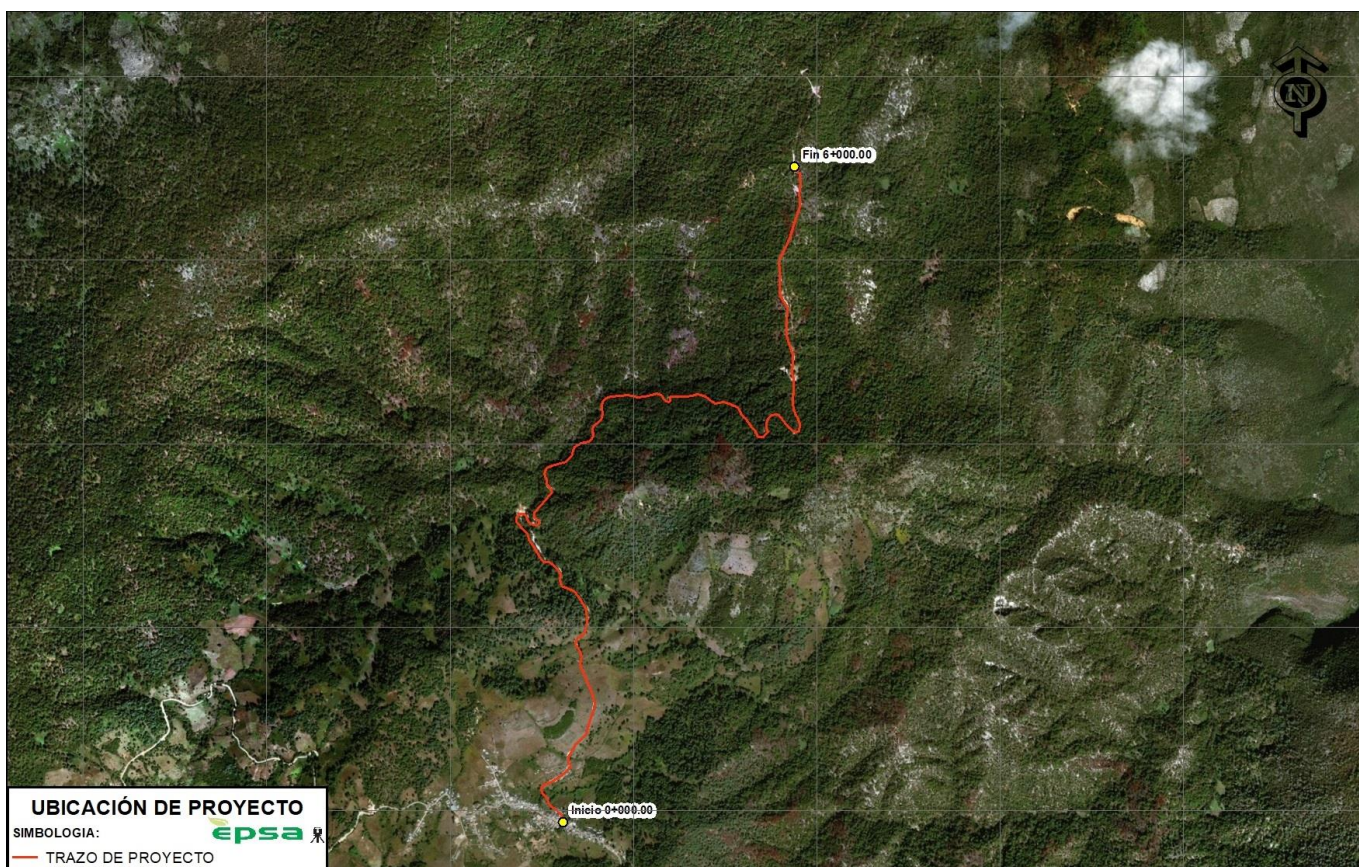 N
Fin 6+000.00
Inicio 0+000.00
UBICACIÓN DE PROYECTO
SIMBOLOGIA:
epsa
TRAZO DE PROYECTO